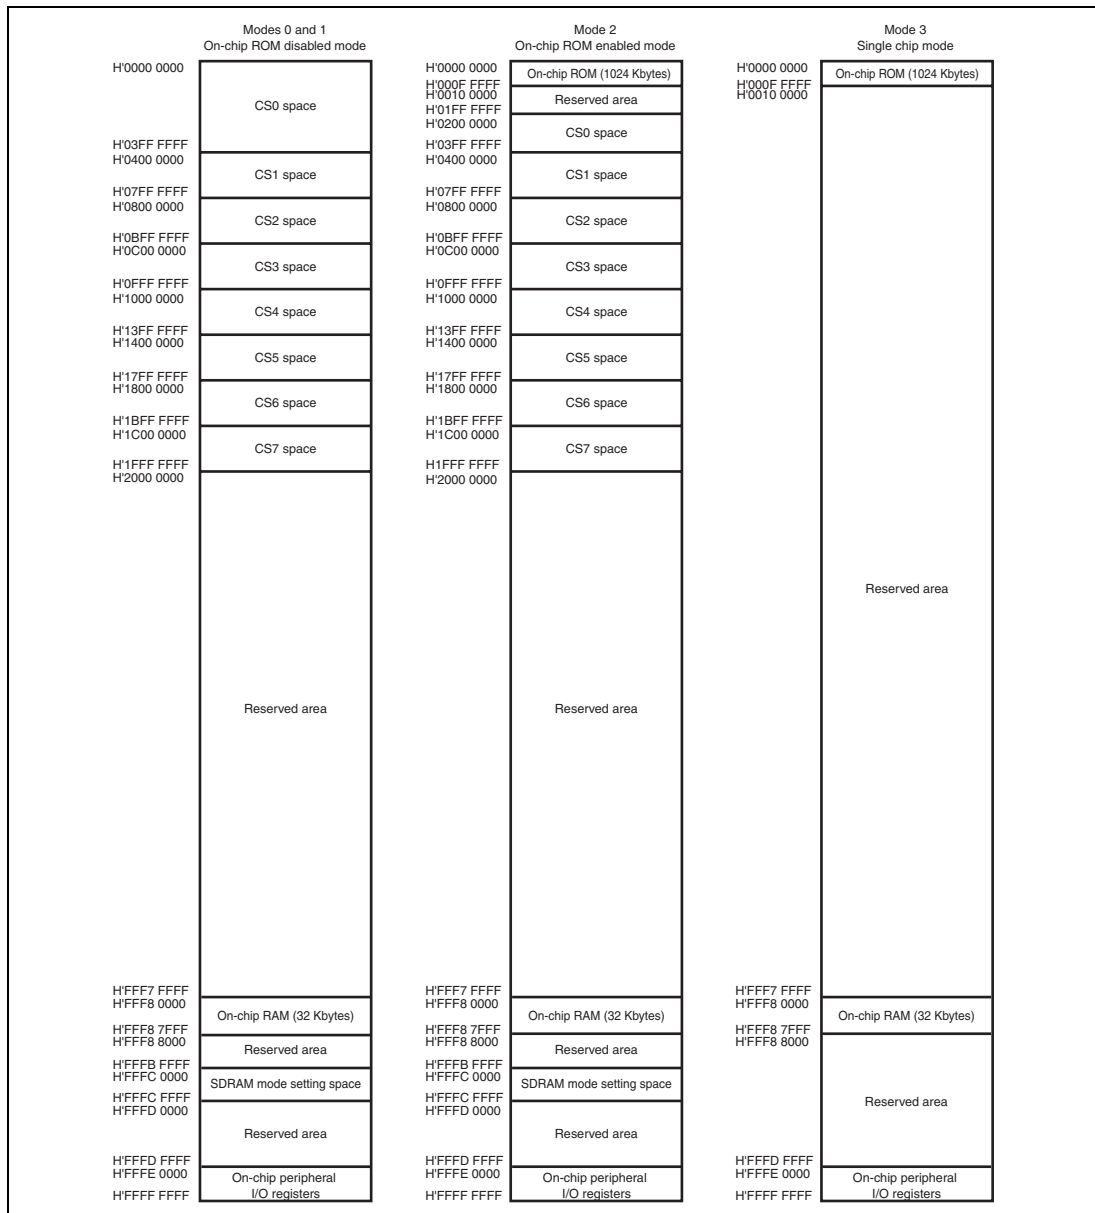 Modes 0 and 1
On-chip ROM disabled mode
H'0000 0000
CS0 space
H'03FF FFFF
H'0400 0000
CS1 space
H'07FF FFFF
H'0800 0000
CS2 space
H'0BFF FFFF
H'0C00 0000
CS3 space
H'0FFF FFFF
H'1000 0000
CS4 space
H'13FF FFFF
H'1400 0000
CS5 space
H'17FF FFFF
H'1800 0000
CS6 space
H'1BFF FFFF
H'1C00 0000
CS7 space
H'1FFF FFFF
H'2000 0000
Reserved area
H'FFF7 FFFF
H'FFF8 0000
On-chip RAM (32 Kbytes)
H'FFF8 7FFF
H'FFF8 8000
Reserved area
H'FFFB FFFF
H'FFFC 0000
SDRAM mode setting space
H'FFFC FFFF
H'FFFD 0000
Reserved area
H'FFFD FFFF
H'FFFE 0000
On-chip peripheral
I/O registers
H'FFFF FFFF
Mode 2
On-chip ROM enabled mode
H'0000 0000
On-chip ROM (1024 Kbytes)
H'000F FFFF
H'0010 0000
Reserved area
H'01FF FFFF
H'0200 0000
CS0 space
H'03FF FFFF
H'0400 0000
CS1 space
H'07FF FFFF
H'0800 0000
CS2 space
H'0BFF FFFF
H'0C00 0000
CS3 space
H'0FFF FFFF
H'1000 0000
CS4 space
H'13FF FFFF
H'1400 0000
CS5 space
H'17FF FFFF
H'1800 0000
CS6 space
H'1BFF FFFF
H'1C00 0000
CS7 space
H1FFF FFFF
H'2000 0000
Reserved area
H'FFF7 FFFF
H'FFF8 0000
On-chip RAM (32 Kbytes)
H'FFF8 7FFF
H'FFF8 8000
Reserved area
H'FFFB FFFF
H'FFFC 0000
SDRAM mode setting space
H'FFFC FFFF
H'FFFD 0000
Reserved area
H'FFFD FFFF
H'FFFE 0000
On-chip peripheral
I/O registers
H'FFFF FFFF
Mode 3
Single chip mode
H'0000 0000
On-chip ROM (1024 Kbytes)
H'000F FFFF
H'0010 0000
Reserved area
H'FFF7 FFFF
H'FFF8 0000
On-chip RAM (32 Kbytes)
H'FFF8 7FFF
H'FFF8 8000
Reserved area
H'FFFD FFFF
H'FFFE 0000
On-chip peripheral
I/O registers
H'FFFF FFFF